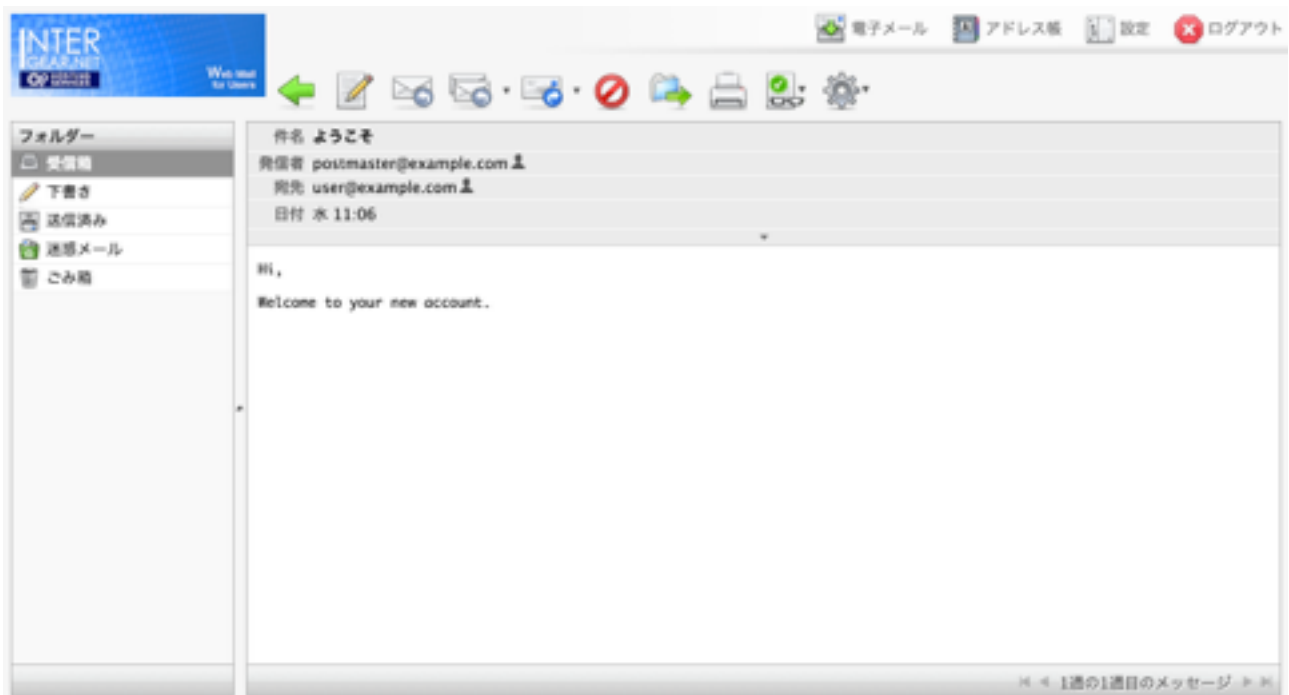 INTER
GEAR.NET
Web Mail
for Users
電子メール
アドレス帳
設定
ログアウト
フォルダー
受信箱
下書き
送信済み
迷惑メール
ごみ箱
件名 ようこそ
発信者 postmaster@example.com
宛先 user@example.com
日付 水 11:06
Hi,
Welcome to your new account.
1通の1通目のメッセージ